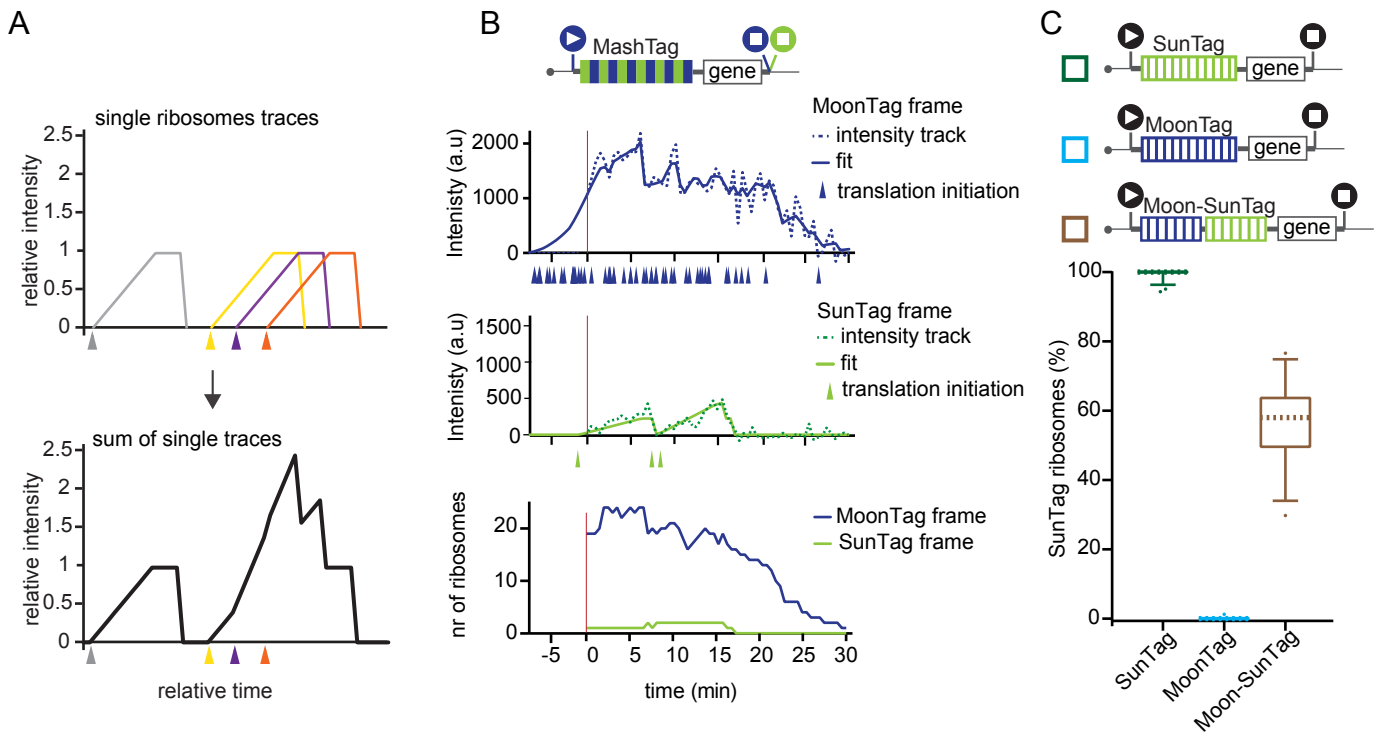 A
single ribosomes traces
2.5
2
1.5
1
0.5
0
relative intensity
sum of single traces
2.5
2
1.5
1
0.5
0
relative intensity
relative time
B
MashTag
gene
MoonTag frame
intensity track
fit
translation initiation
2000
1000
0
Intenisty (a.u)
SunTag frame
intensity track
fit
translation initiation
1500
1000
500
0
Intenisty (a.u)
MoonTag frame
SunTag frame
20
10
0
nr of ribosomes
-5 0 5 10 15 20 25 30
time (min)
C
SunTag
gene
MoonTag
gene
Moon-SunTag
gene
100
80
60
40
20
0
SunTag ribosomes (%)
SunTag
MoonTag
Moon-SunTag